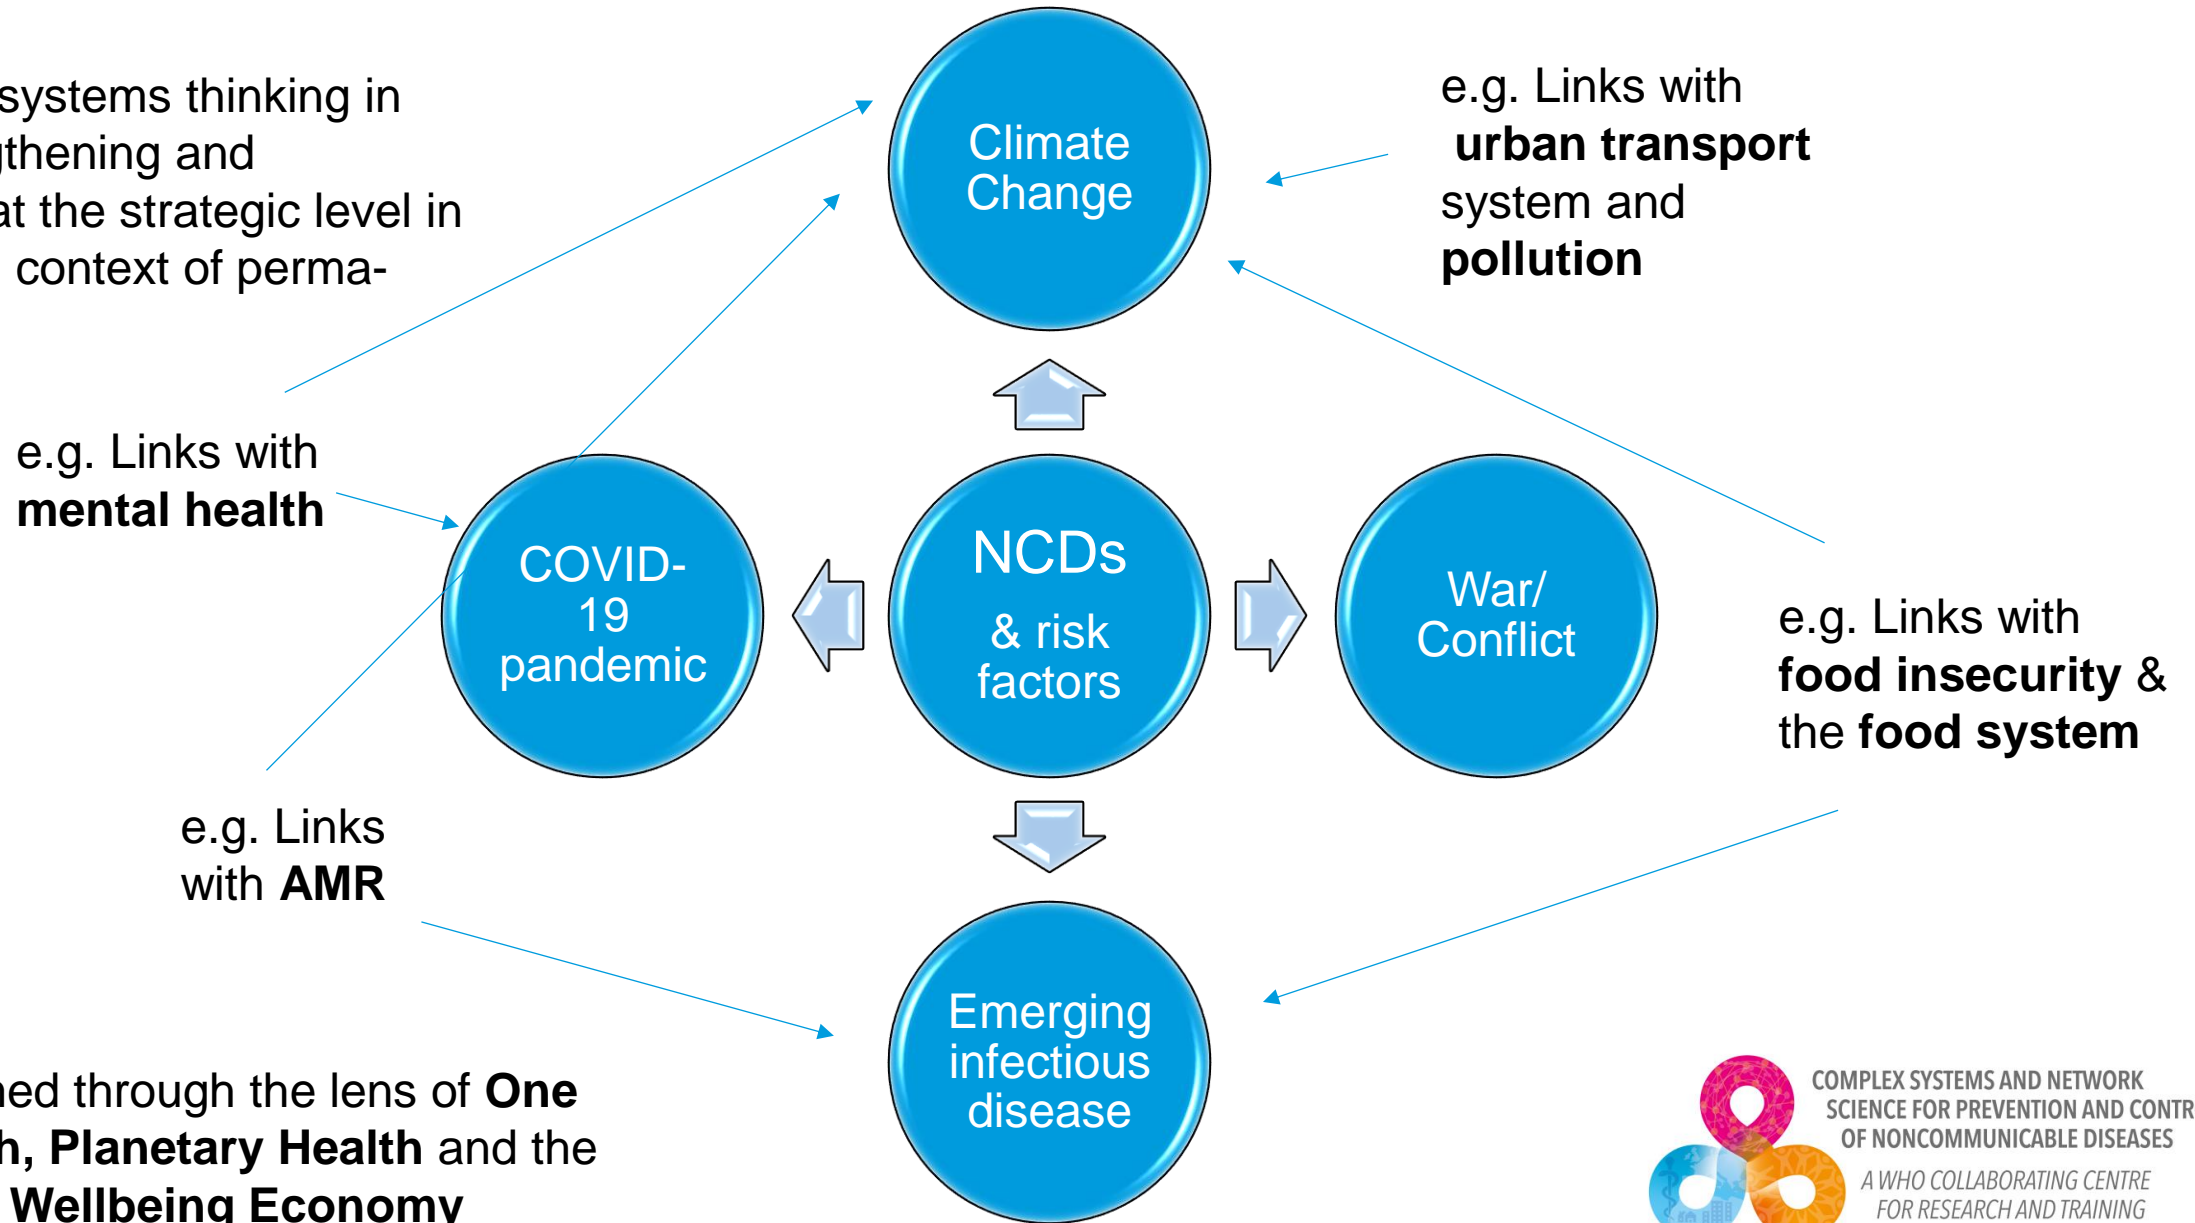 systems thinking in
gthening and
at the strategic level in
context of perma-
Climate
Change
e.g. Links with
urban transport
system and
pollution
e.g. Links with
mental health
COVID-
19
pandemic
NCDs
& risk
factors
War/
Conflict
e.g. Links with
food insecurity &
the food system
e.g. Links
with AMR
Emerging
infectious
disease
ned through the lens of One
h, Planetary Health and the
Wellbeing Economy
COMPLEX SYSTEMS AND NETWORK
SCIENCE FOR PREVENTION AND CONTR
OF NONCOMMUNICABLE DISEASES
A WHO COLLABORATING CENTRE
FOR RESEARCH AND TRAINING